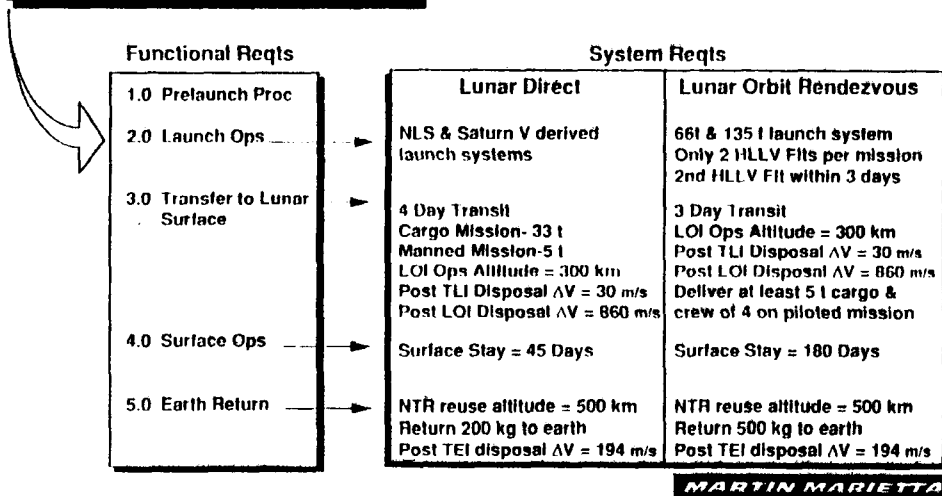 Functional Reqts
System Reqts
1.0 Prelaunch Proc
2.0 Launch Ops
3.0 Transfer to Lunar
Surface
4.0 Surface Ops
5.0 Earth Return
Lunar Direct
NLS & Saturn V derived
launch systems
4 Day Transit
Cargo Mission- 33 t
Manned Mission-5 t
LOI Ops Altitude = 300 km
Post TLI Disposal ΔV = 30 m/s
Post LOI Disposal ΔV = 860 m/s
Surface Stay = 45 Days
NTR reuse altitude = 500 km
Return 200 kg to earth
Post TEI disposal ΔV = 194 m/s
Lunar Orbit Rendezvous
66t & 135 t launch system
Only 2 HLLV Flts per mission
2nd HLLV Flt within 3 days
3 Day Transit
LOI Ops Altitude = 300 km
Post TLI Disposal ΔV = 30 m/s
Post LOI Disposal ΔV = 860 m/s
Deliver at least 5 t cargo &
crew of 4 on piloted mission
Surface Stay = 180 Days
NTR reuse altitude = 500 km
Return 500 kg to earth
Post TEI disposal ΔV = 194 m/s
MARTIN MARIETTA